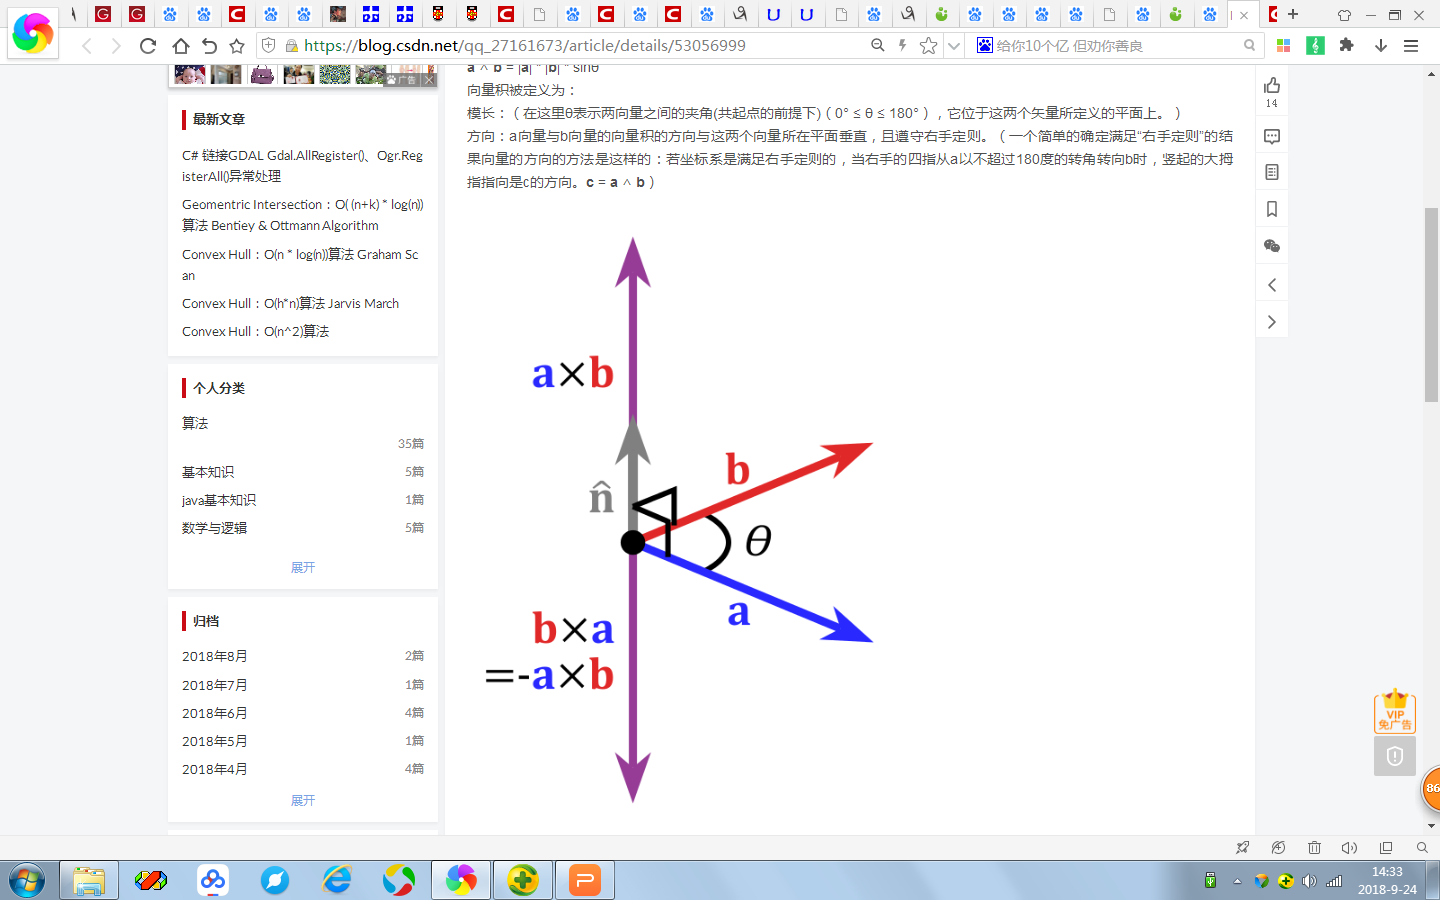 https://blog.csdn.net/qq_27161673/article/details/53056999
给你10个亿 但劝你善良
广告
最新文章
C# 链接GDAL Gdal.AllRegister()、Ogr.Reg
isterAll()异常处理
Geomentric Intersection：O( (n+k) * log(n))
算法 Bentiey & Ottmann Algorithm
Convex Hull：O(n * log(n))算法 Graham Sc
an
Convex Hull：O(h*n)算法 Jarvis March
Convex Hull：O(n^2)算法
个人分类
算法
35篇
基本知识 5篇
java基本知识 1篇
数学与逻辑 5篇
展开
归档
2018年8月 2篇
2018年7月 1篇
2018年6月 4篇
2018年5月 1篇
2018年4月 4篇
展开
a ∧ b = |a| * |b| * sinθ
向量积被定义为：
模长：（在这里θ表示两向量之间的夹角(共起点的前提下)（0° ≤ θ ≤ 180°），它位于这两个矢量所定义的平面上。）
方向：a向量与b向量的向量积的方向与这两个向量所在平面垂直，且遵守右手定则。（一个简单的确定满足“右手定则”的结
果向量的方向的方法是这样的：若坐标系是满足右手定则的，当右手的四指从a以不超过180度的转角转向b时，竖起的大拇
指指向是c的方向。c = a ∧ b）
a×b
b
n̂
θ
a
b×a
=-a×b
14
VIP
免广告
86
14:33
2018-9-24